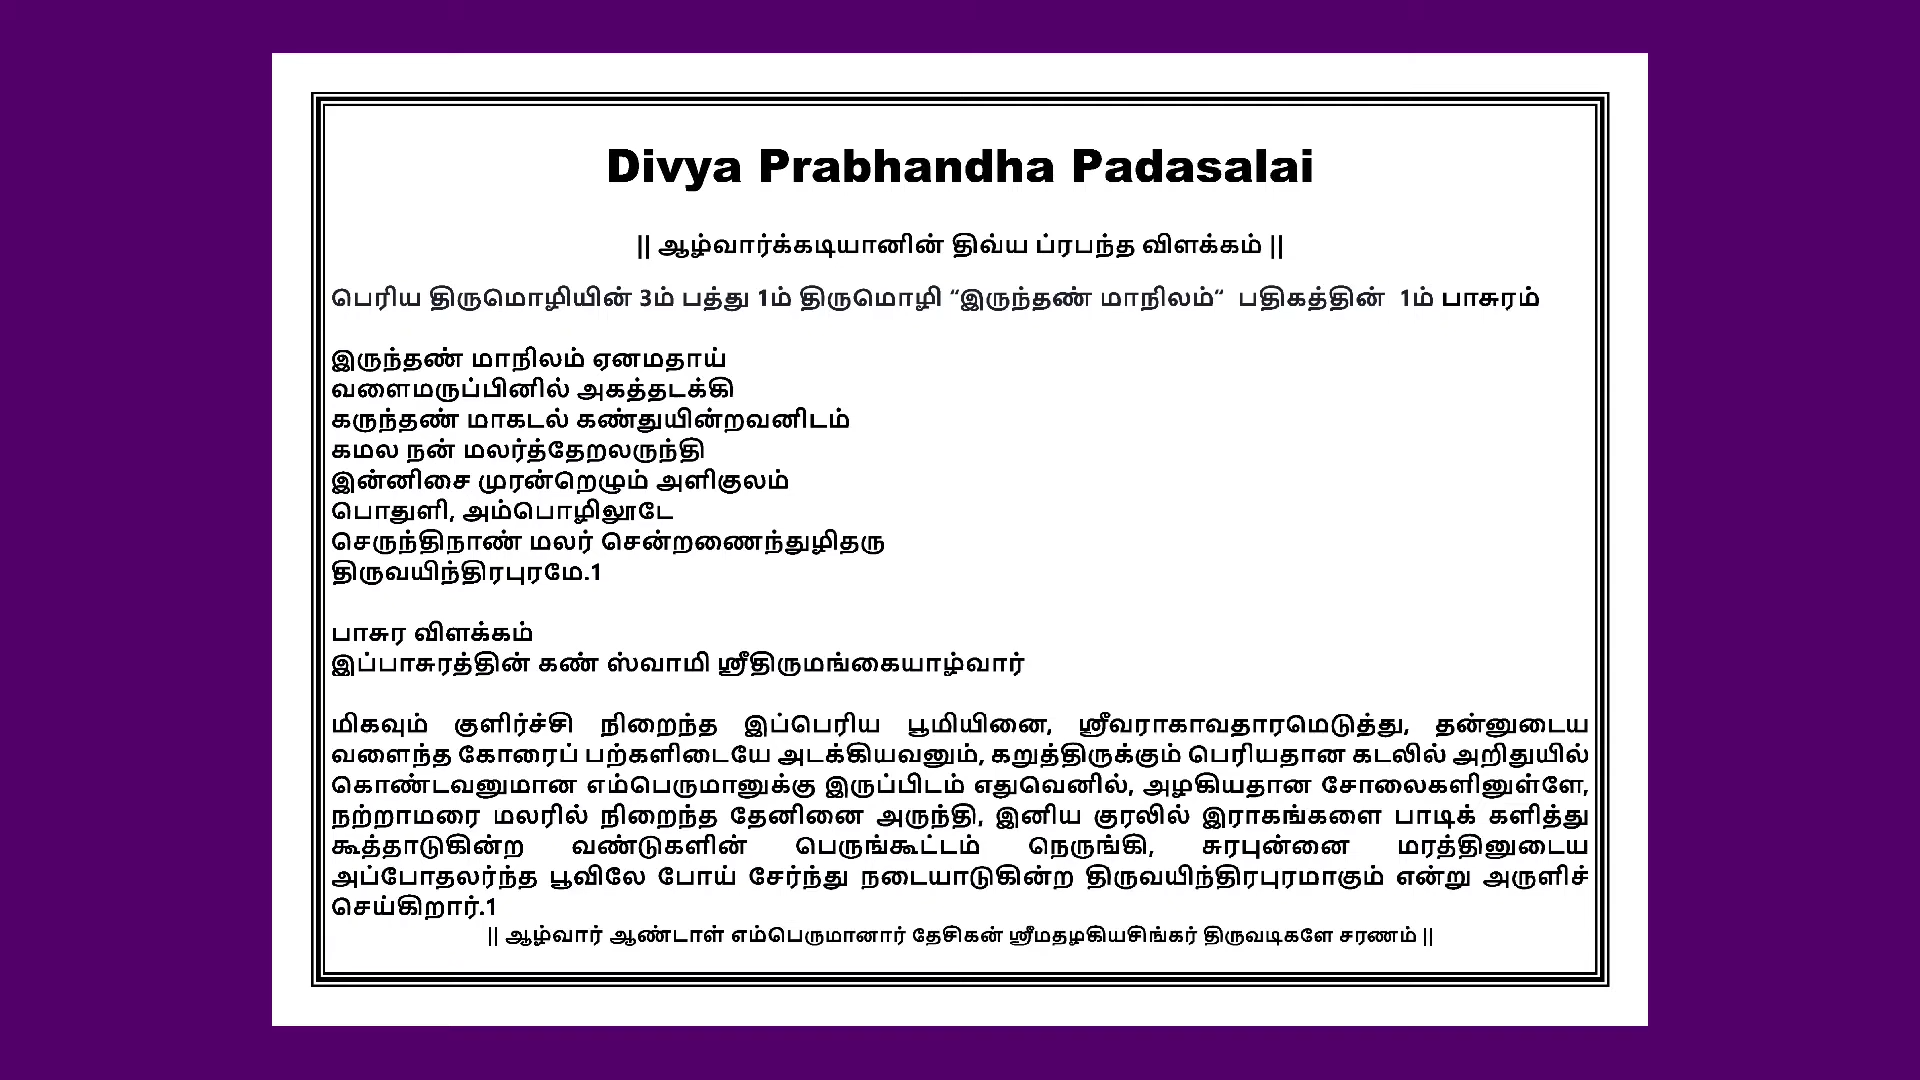 Divya Prabhandha Padasalai
|| ஆழ்வார்க்கடியானின் திவ்ய ப்ரபந்த விளக்கம் ||
பெரிய திருமொழியின் 3ம் பத்து 1ம் திருமொழி “இருந்தண் மாநிலம்“ பதிகத்தின் 1ம் பாசுரம்
இருந்தண் மாநிலம் ஏனமதாய்
வளைமருப்பினில் அகத்தடக்கி
கருந்தண் மாகடல் கண்துயின்றவனிடம்
கமல நன் மலர்த்தேறலருந்தி
இன்னிசை முரன்றெழும் அளிகுலம்
பொதுளி, அம்பொழிலூடே
செருந்திநாண் மலர் சென்றணைந்துழிதரு
திருவயிந்திரபுரமே.1
பாசுர விளக்கம்
இப்பாசுரத்தின் கண் ஸ்வாமி ஸ்ரீதிருமங்கையாழ்வார்
மிகவும் குளிர்ச்சி நிறைந்த இப்பெரிய பூமியினை, ஸ்ரீவராகாவதாரமெடுத்து, தன்னுடைய
வளைந்த கோரைப் பற்களிடையே அடக்கியவனும், கறுத்திருக்கும் பெரியதான கடலில் அறிதுயில்
கொண்டவனுமான எம்பெருமானுக்கு இருப்பிடம் எதுவெனில், அழகியதான சோலைகளினுள்ளே,
நற்றாமரை மலரில் நிறைந்த தேனினை அருந்தி, இனிய குரலில் இராகங்களை பாடிக் களித்து
கூத்தாடுகின்ற வண்டுகளின் பெருங்கூட்டம் நெருங்கி, சுரபுன்னை மரத்தினுடைய
அப்போதலர்ந்த பூவிலே போய் சேர்ந்து நடையாடுகின்ற திருவயிந்திரபுரமாகும் என்று அருளிச்
செய்கிறார்.1
|| ஆழ்வார் ஆண்டாள் எம்பெருமானார் தேசிகன் ஸ்ரீமதழகியசிங்கர் திருவடிகளே சரணம் ||